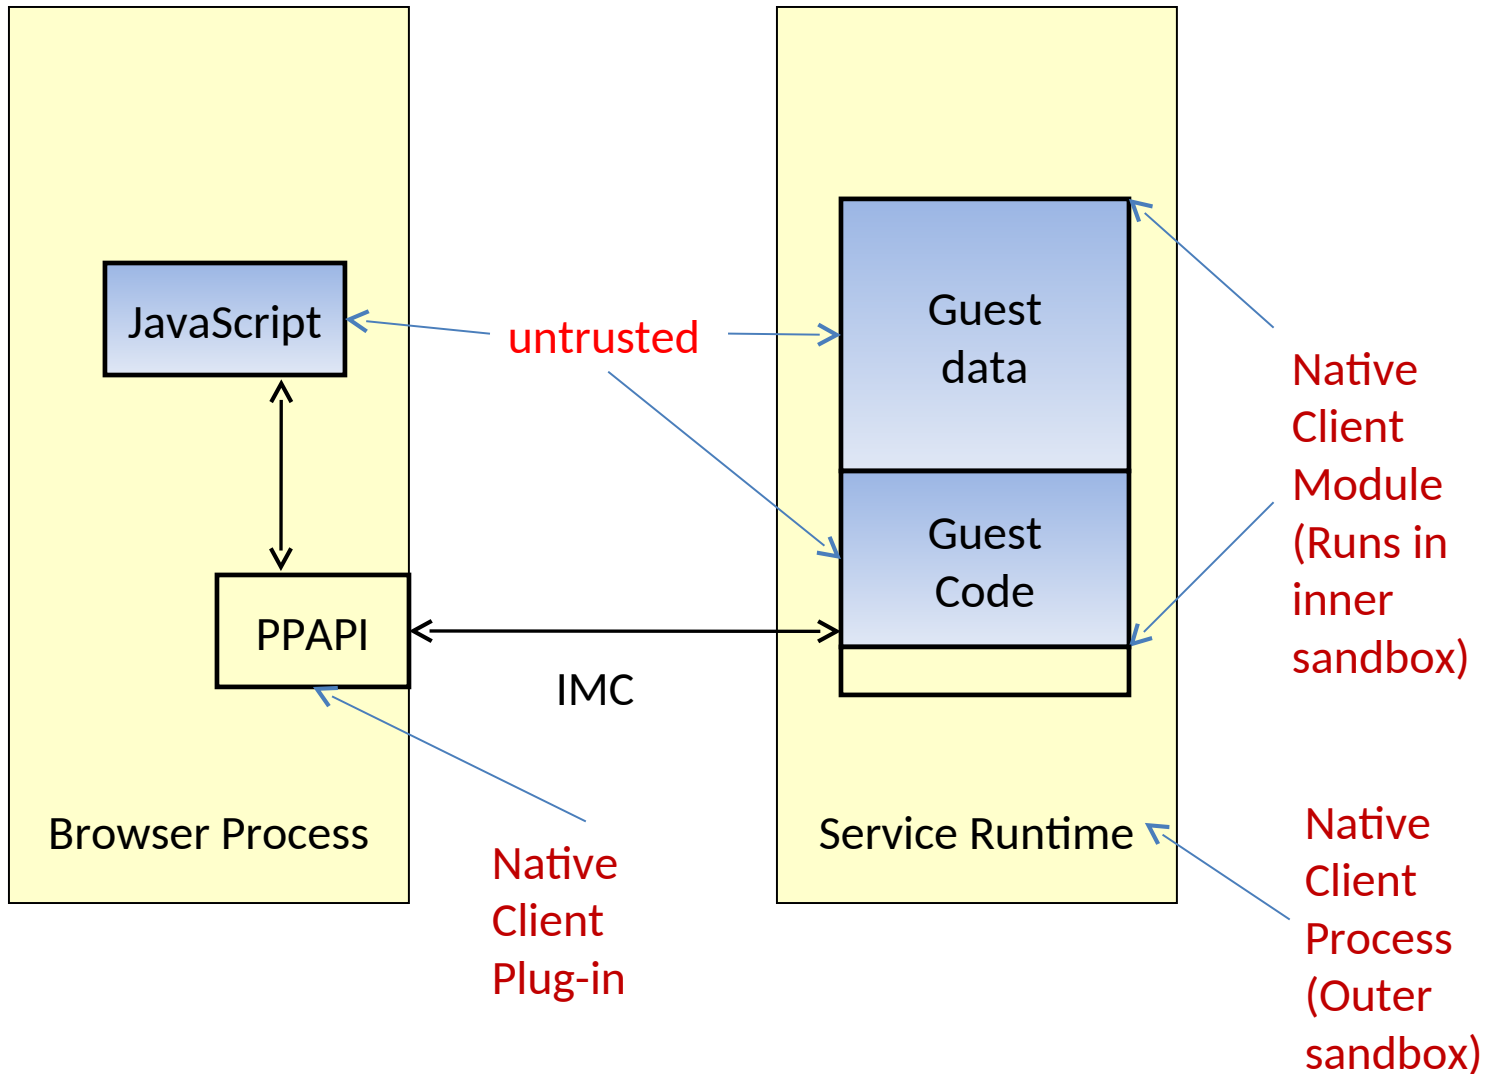 JavaScript
untrusted
Guest
data
Guest
Code
Native
Client
Module
(Runs in
inner
sandbox)
PPAPI
IMC
Browser Process
Service Runtime
Native
Client
Plug-in
Native
Client
Process
(Outer
sandbox)